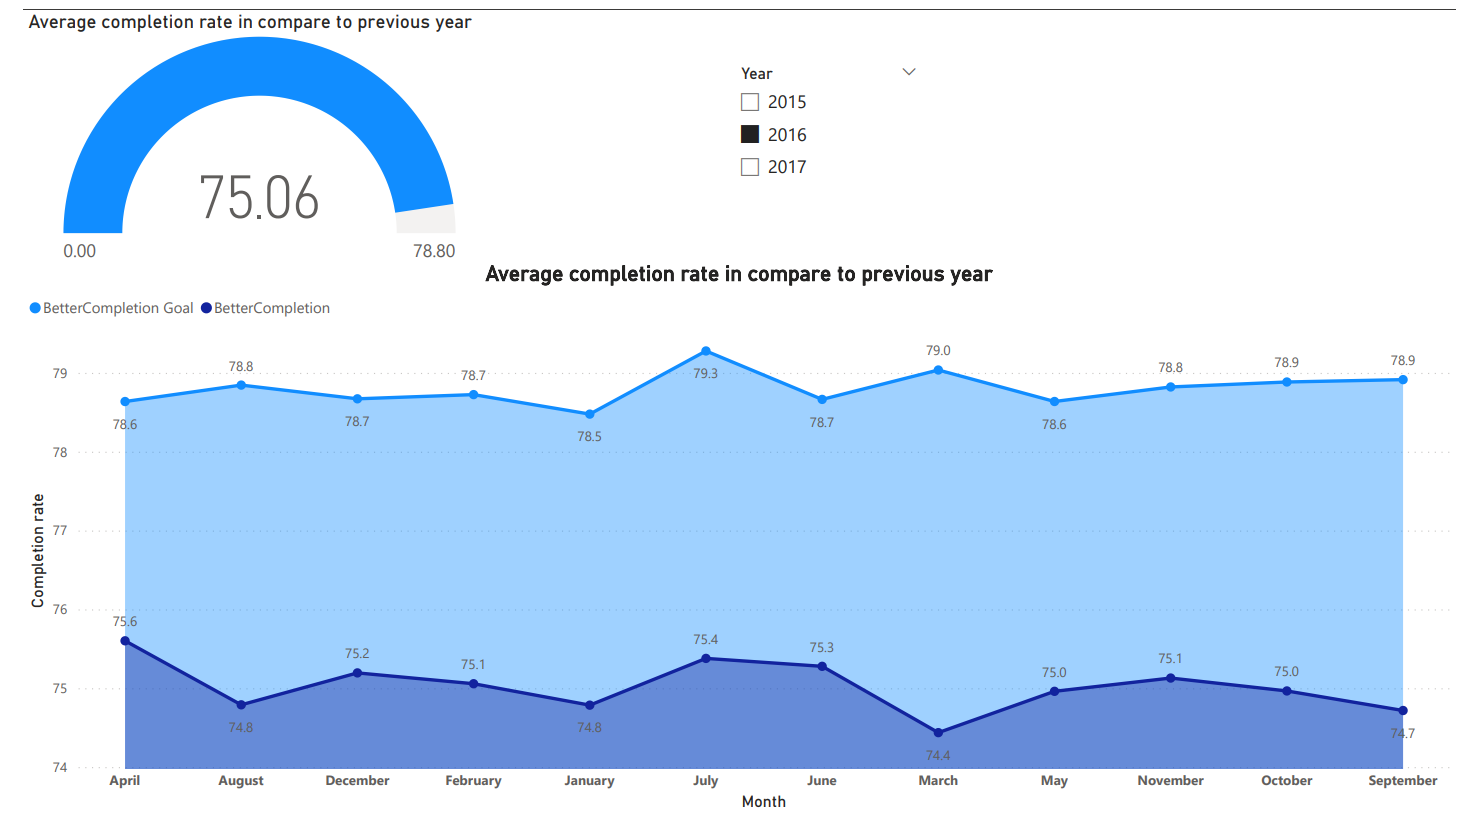 Average completion rate in compare to previous year
75.06
0.00
78.80
Year
2015
2016
2017
Average completion rate in compare to previous year
BetterCompletion Goal
BetterCompletion
Completion rate
79
78
77
76
75
74
78.6
78.8
78.7
78.7
78.5
79.3
78.7
79.0
78.6
78.8
78.9
78.9
75.6
74.8
75.2
75.1
74.8
75.4
75.3
74.4
75.0
75.1
75.0
74.7
April
August
December
February
January
July
June
March
May
November
October
September
Month